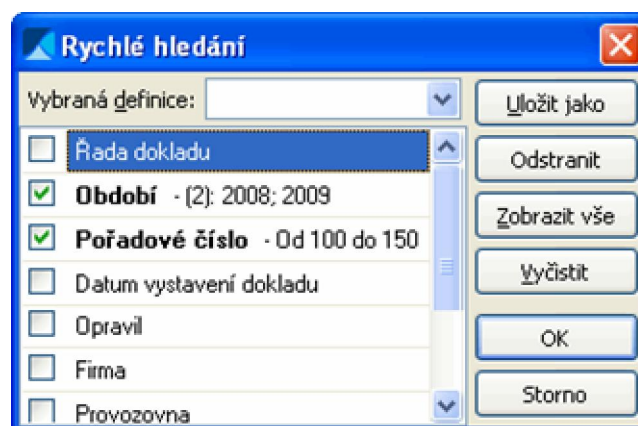 Rychlé hledání
Vybraná definice:
Uložit jako
Řada dokladu
Odstranit
Období - (2): 2008; 2009
Zobrazit vše
Pořadové číslo - Od 100 do 150
Datum vystavení dokladu
Vyčistit
Opravil
OK
Firma
Storno
Provozovna